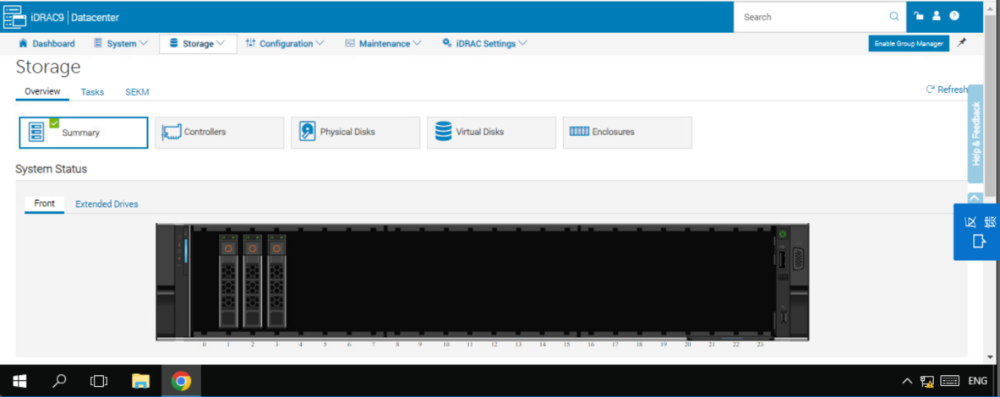 iDRAC9 | Datacenter Search
Dashboard System Storage Configuration Maintenance iDRAC Settings Enable Group Manager
Storage
Overview Tasks SEKM Refresh
Summary Controllers Physical Disks Virtual Disks Enclosures
Help & Feedback
System Status
Front Extended Drives
0 1 2 3 4 5 6 7 8 9 10 11 12 13 14 15 16 17 18 19 20 21 22 23
ENG